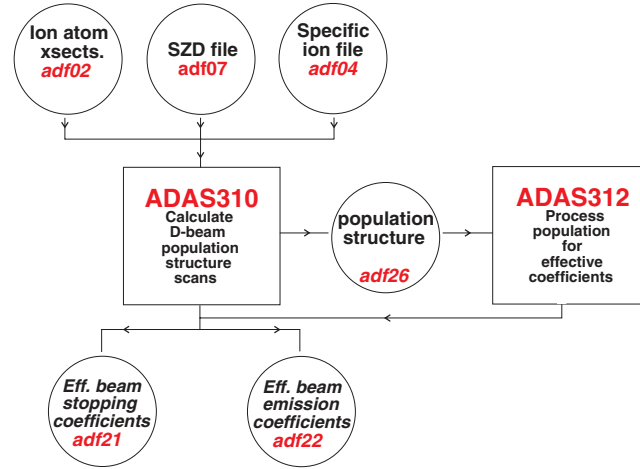 Ion atom
xsects.
adf02
SZD file
adf07
Specific
ion file
adf04
ADAS310
Calculate
D-beam
population
structure
scans
population
structure
adf26
ADAS312
Process
population
for
effective
coefficients
Eff. beam
stopping
coefficients
adf21
Eff. beam
emission
coefficients
adf22